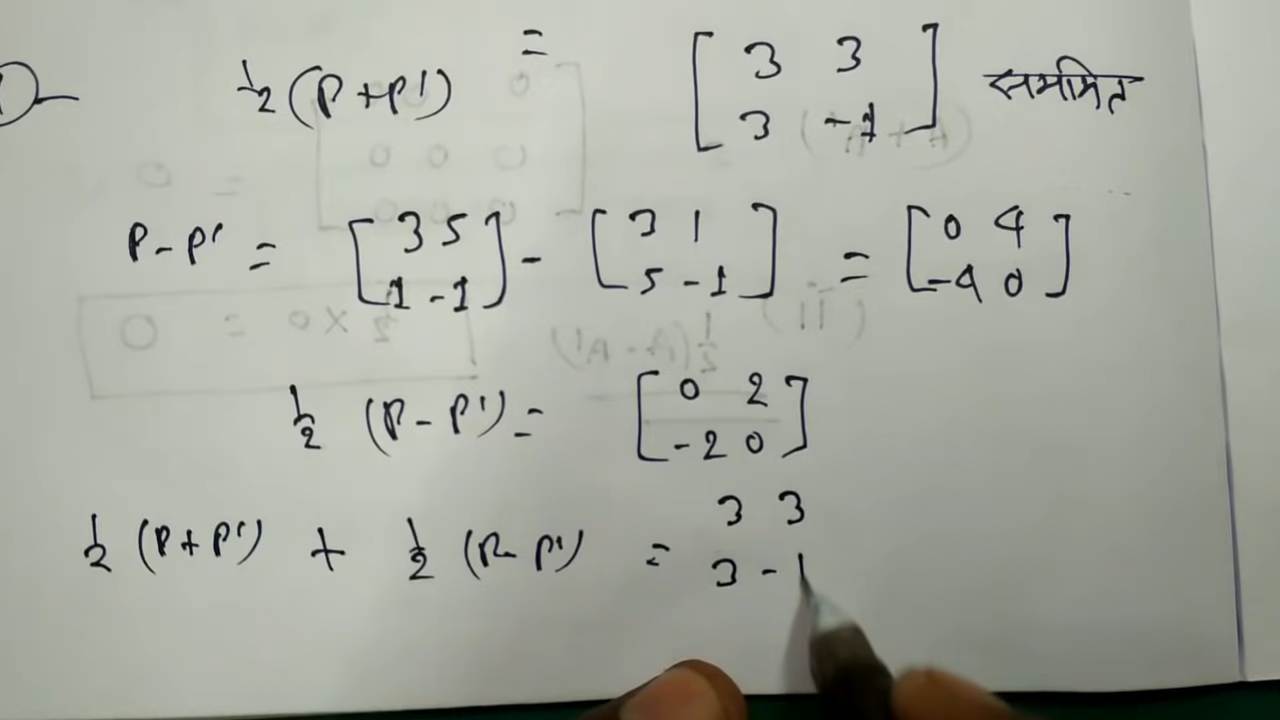 1/2 (P + P') = [ 3 3 सममित
3 -1 ]
P - P' = [ 3 5 - [ 3 1 = [ 0 4
1 -1 ] 5 -1 ] -4 0 ]
1/2 (P - P') = [ 0 2
-2 0 ]
1/2 (P + P') + 1/2 (P - P') = 3 3
3 - 1